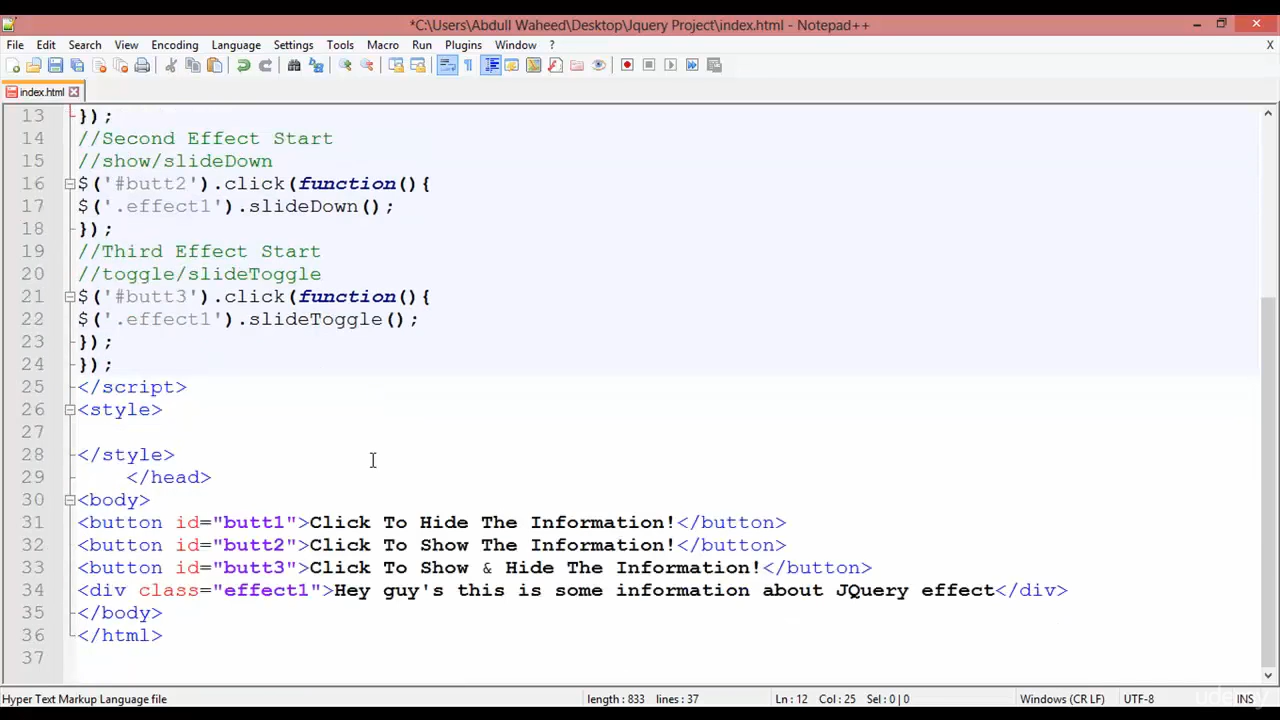 *C:\Users\Abdull Waheed\Desktop\Jquery Project\index.html - Notepad++
File Edit Search View Encoding Language Settings Tools Macro Run Plugins Window ? X
index.html
13 });
14 //Second Effect Start
15 //show/slideDown
16 $('#butt2').click(function(){
17 $('.effect1').slideDown();
18 });
19 //Third Effect Start
20 //toggle/slideToggle
21 $('#butt3').click(function(){
22 $('.effect1').slideToggle();
23 });
24 });
25 </script>
26 <style>
27
28 </style>
29 </head>
30 <body>
31 <button id="butt1">Click To Hide The Information!</button>
32 <button id="butt2">Click To Show The Information!</button>
33 <button id="butt3">Click To Show & Hide The Information!</button>
34 <div class="effect1">Hey guy's this is some information about JQuery effect</div>
35 </body>
36 </html>
37
Hyper Text Markup Language file length : 833 lines : 37 Ln : 12 Col : 25 Sel : 0 | 0 Windows (CR LF) UTF-8 INS
udemy